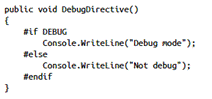 public void DebugDirective()
{
    #if DEBUG
        Console.WriteLine("Debug mode");
    #else
        Console.WriteLine("Not debug");
    #endif
}